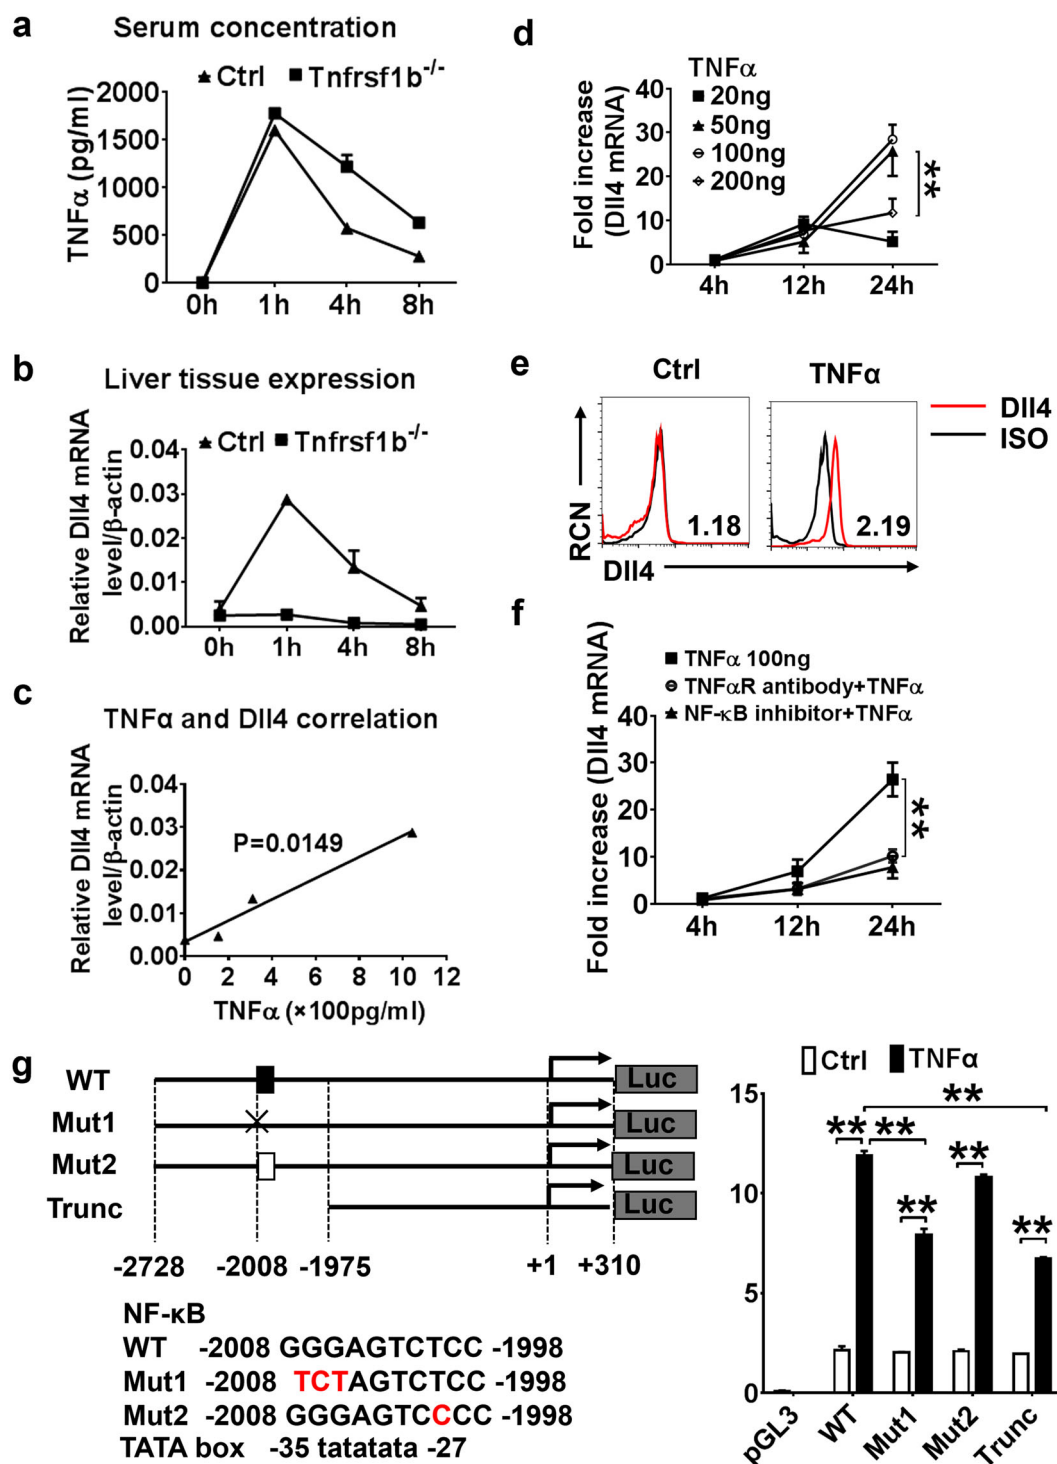 a
Serum concentration
Ctrl Tnfrsf1b-/-
TNFα (pg/ml)
2000
1500
1000
500
0
0h 1h 4h 8h
b
Liver tissue expression
Ctrl Tnfrsf1b-/-
Relative Dll4 mRNA
level/β-actin
0.04
0.03
0.02
0.01
0.00
0h 1h 4h 8h
c
TNFα and Dll4 correlation
Relative Dll4 mRNA
level/β-actin
0.04
0.03
0.02
0.01
0.00
P=0.0149
0 2 4 6 8 10 12
TNFα (×100pg/ml)
d
TNFα
20ng
50ng
100ng
200ng
Fold increase
(Dll4 mRNA)
40
30
20
10
0
4h 12h 24h
**
e
Ctrl TNFα
Dll4
ISO
RCN
1.18 2.19
Dll4
f
TNFα 100ng
TNFαR antibody+TNFα
NF-κB inhibitor+TNFα
Fold increase (Dll4 mRNA)
40
30
20
10
0
4h 12h 24h
**
g
WT Luc
Mut1 Luc
Mut2 Luc
Trunc Luc
-2728 -2008 -1975 +1 +310
NF-κB
WT -2008 GGGAGTCTCC -1998
Mut1 -2008 TCTAGTCTCC -1998
Mut2 -2008 GGGAGTCCCC -1998
TATA box -35 tatatata -27
Ctrl TNFα
15
10
5
0
**
** **
**
**
**
pGL3 WT Mut1 Mut2 Trunc